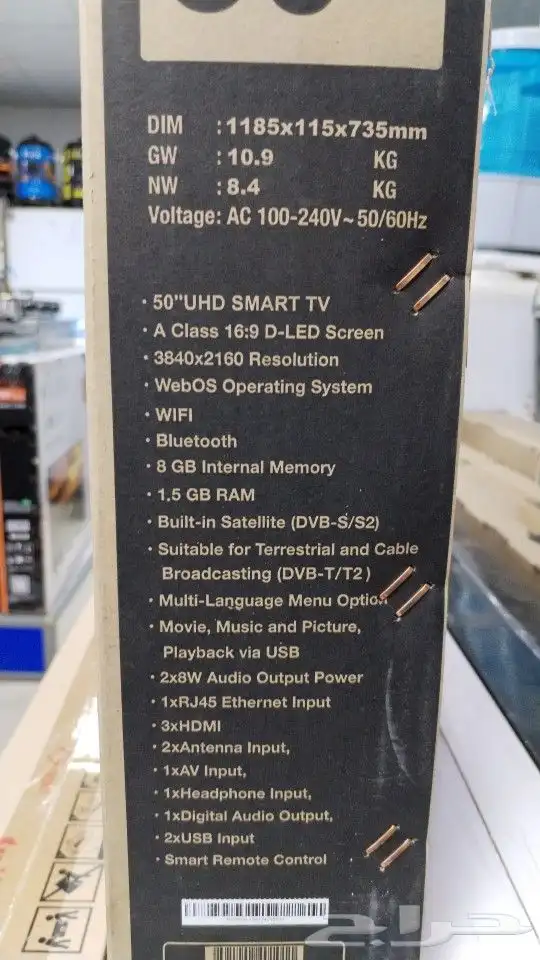 DIM : 1185x115x735mm
GW : 10.9 KG
NW : 8.4 KG
Voltage: AC 100-240V~50/60Hz
· 50"UHD SMART TV
· A Class 16:9 D-LED Screen
· 3840x2160 Resolution
· WebOS Operating System
· WIFI
· Bluetooth
· 8 GB Internal Memory
· 1.5 GB RAM
· Built-in Satellite (DVB-S/S2)
· Suitable for Terrestrial and Cable
Broadcasting (DVB-T/T2)
· Multi-Language Menu Option
· Movie, Music and Picture,
Playback via USB
· 2x8W Audio Output Power
· 1xRJ45 Ethernet Input
· 3xHDMI
· 2xAntenna Input,
· 1xAV Input,
· 1xHeadphone Input,
· 1xDigital Audio Output,
· 2xUSB Input
· Smart Remote Control
حراج